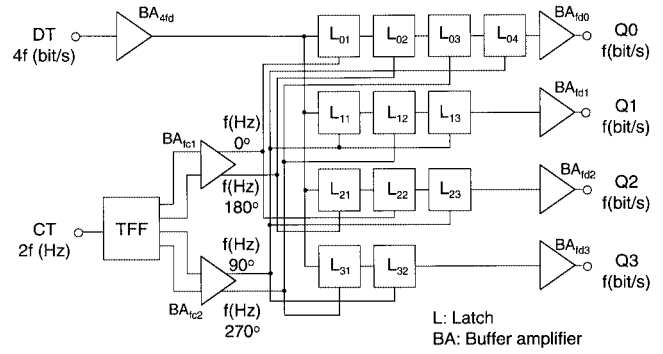 BA4fd
DT
4f (bit/s)
L01
L02
L03
L04
BAfd0
Q0
f(bit/s)
L11
L12
L13
BAfd1
Q1
f(bit/s)
BAfc1
f(Hz)
0°
f(Hz)
180°
L21
L22
L23
BAfd2
Q2
f(bit/s)
CT
2f (Hz)
TFF
f(Hz)
90°
BAfc2
f(Hz)
270°
L31
L32
BAfd3
Q3
f(bit/s)
L: Latch
BA: Buffer amplifier